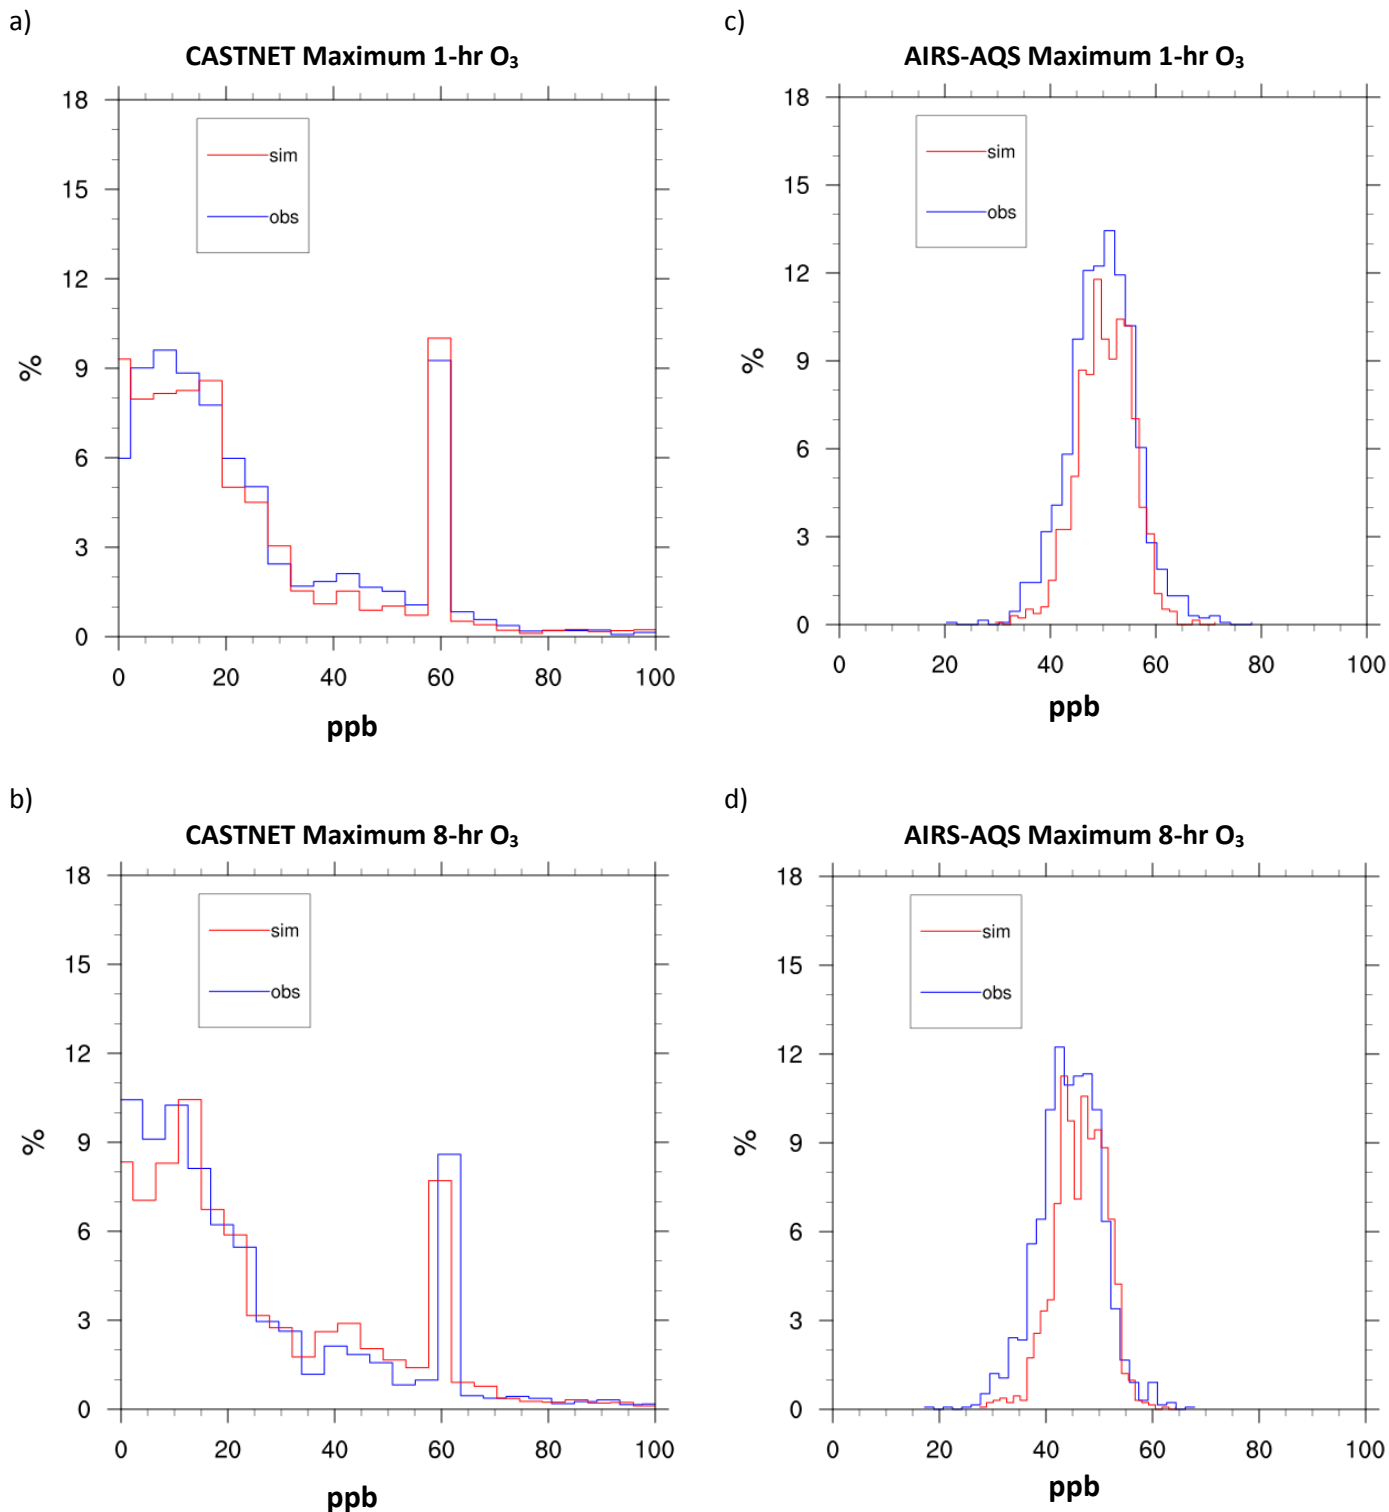 a)
CASTNET Maximum 1-hr O₃
18
15
12
9
6
3
0
%
sim
obs
0 20 40 60 80 100
ppb
c)
AIRS-AQS Maximum 1-hr O₃
18
15
12
9
6
3
0
%
sim
obs
0 20 40 60 80 100
ppb
b)
CASTNET Maximum 8-hr O₃
18
15
12
9
6
3
0
%
sim
obs
0 20 40 60 80 100
ppb
d)
AIRS-AQS Maximum 8-hr O₃
18
15
12
9
6
3
0
%
sim
obs
0 20 40 60 80 100
ppb